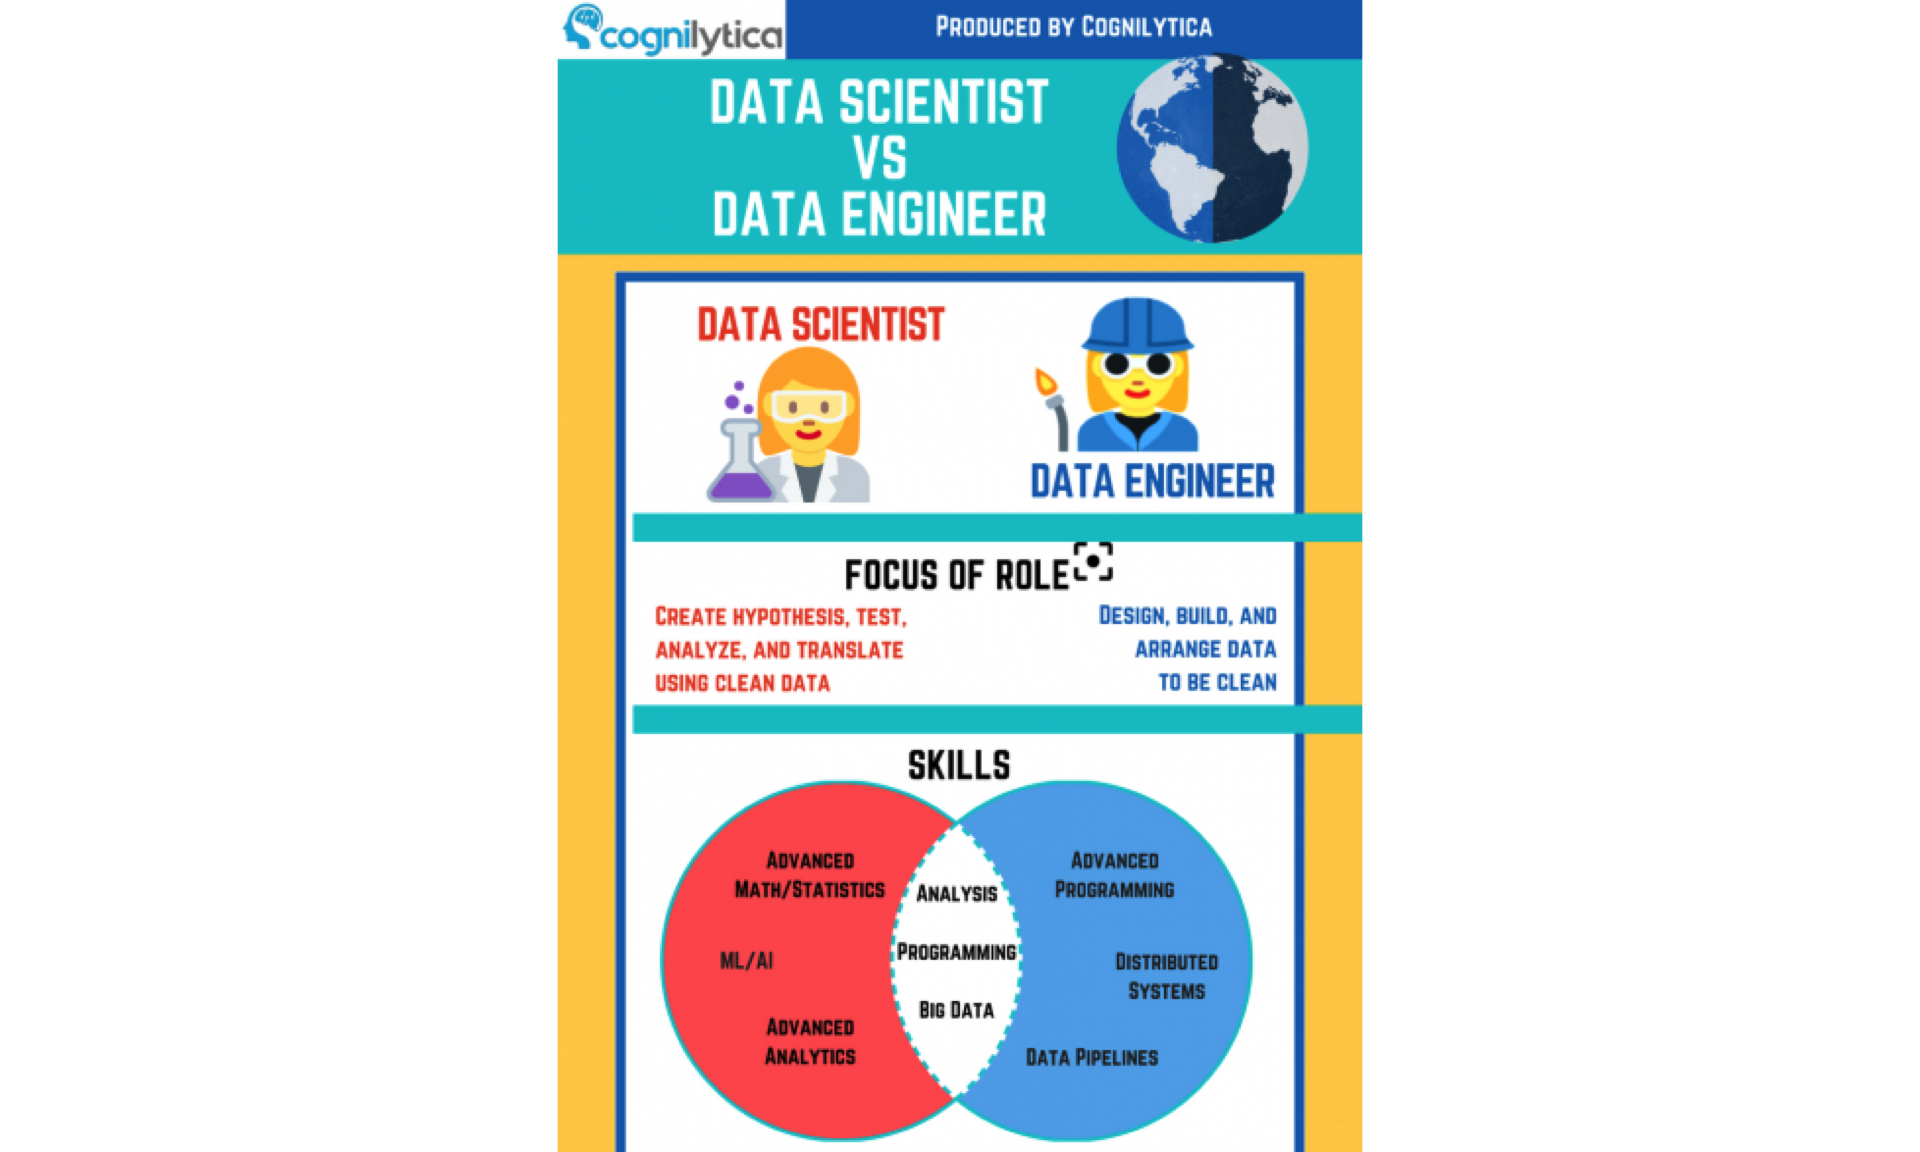 cognilytica
PRODUCED BY COGNILYTICA
DATA SCIENTIST
VS
DATA ENGINEER
DATA SCIENTIST
DATA ENGINEER
FOCUS OF ROLE
CREATE HYPOTHESIS, TEST,
ANALYZE, AND TRANSLATE
USING CLEAN DATA
DESIGN, BUILD, AND
ARRANGE DATA
TO BE CLEAN
SKILLS
ADVANCED
MATH/STATISTICS
ML/AI
ADVANCED
ANALYTICS
ANALYSIS
PROGRAMMING
BIG DATA
ADVANCED
PROGRAMMING
DISTRIBUTED
SYSTEMS
DATA PIPELINES